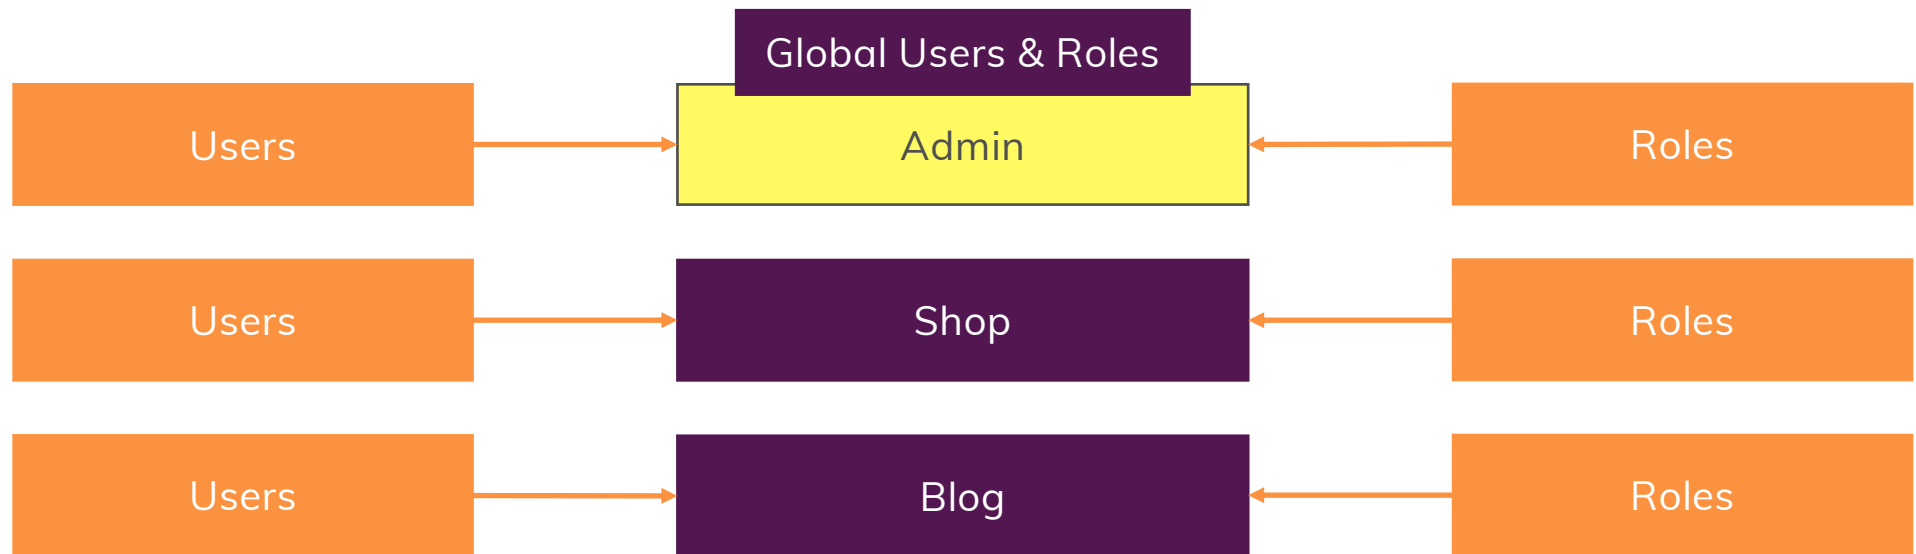 Global Users & Roles
Users
Admin
Roles
Users
Shop
Roles
Users
Blog
Roles